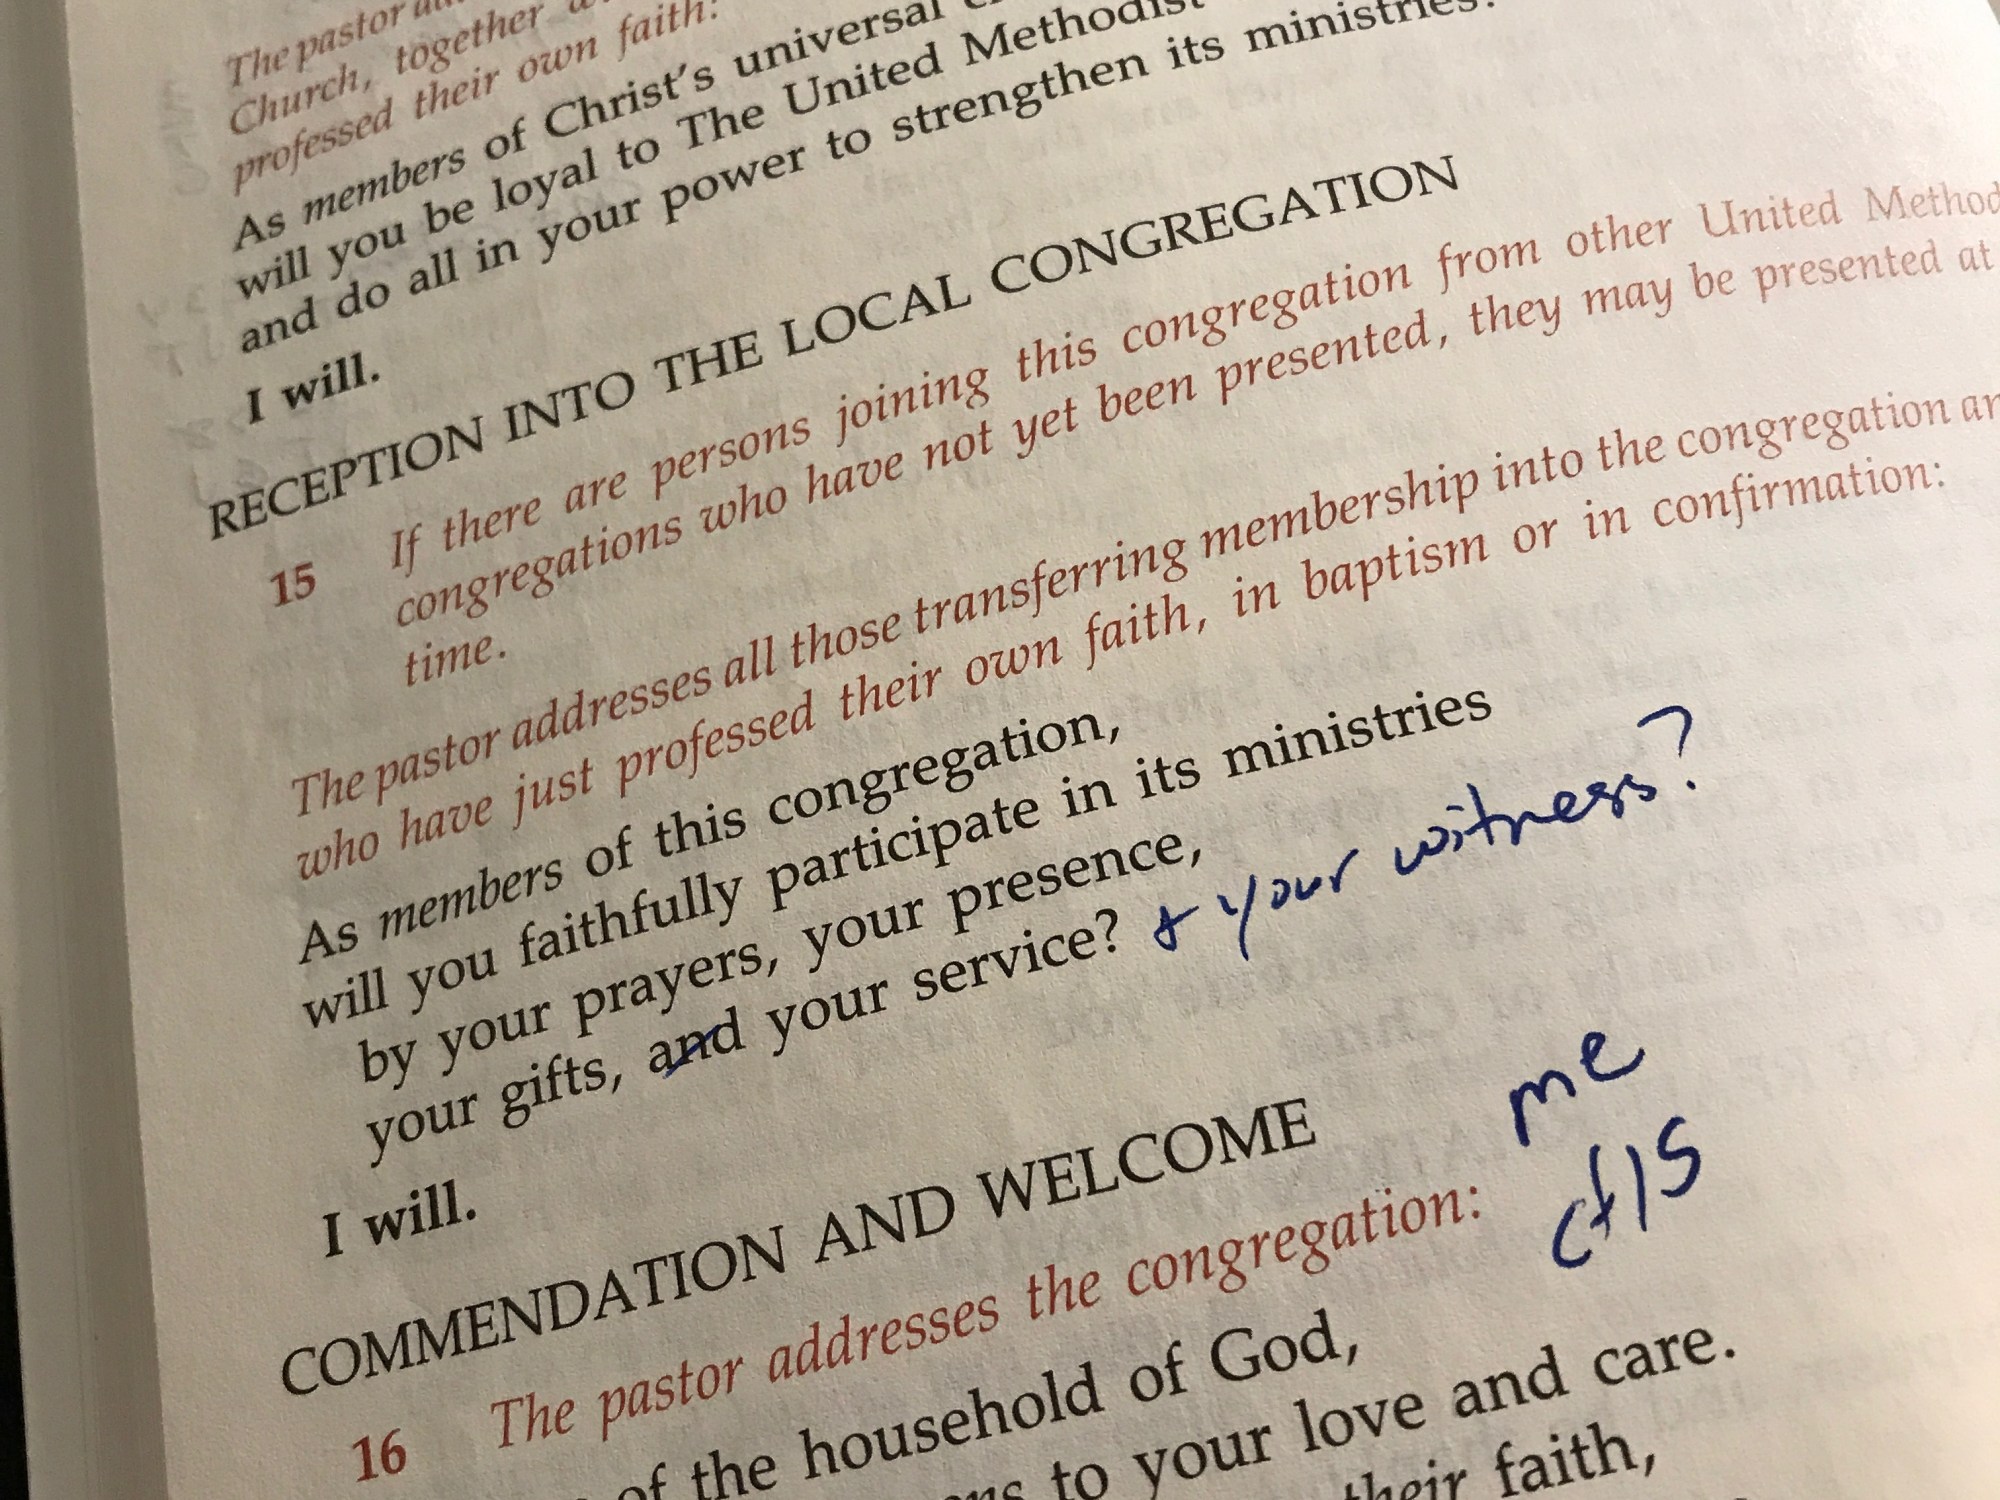 The pastor
Church, together
professed their own faith:
As members of Christ's universal
will you be loyal to The United Methodist
and do all in your power to strengthen its ministries?
I will.
RECEPTION INTO THE LOCAL CONGREGATION
15 If there are persons joining this congregation from other United Method
congregations who have not yet been presented, they may be presented at
time.
The pastor addresses all those transferring membership into the congregation
who have just professed their own faith, in baptism or in confirmation:
As members of this congregation,
will you faithfully participate in its ministries
by your prayers, your presence,
your gifts, and your service? & your witness?
I will.
me
COMMENDATION AND WELCOME
16 The pastor addresses the congregation:
of the household of God,
to your love and care.
their faith,